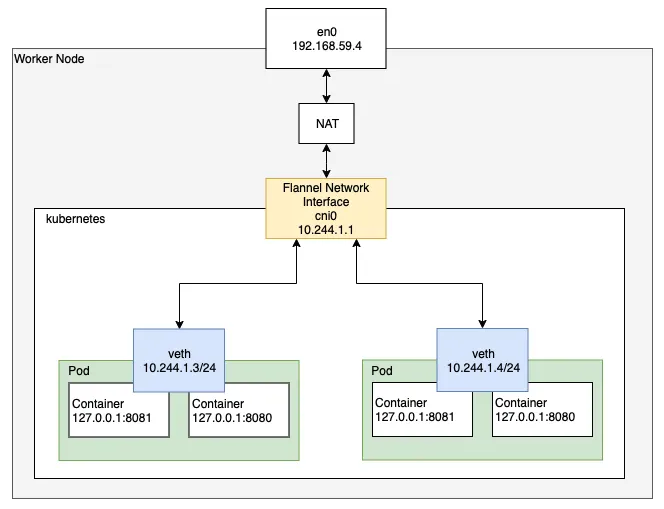 en0
192.168.59.4
Worker Node
NAT
Flannel Network
Interface
cni0
10.244.1.1
kubernetes
veth
10.244.1.3/24
veth
10.244.1.4/24
Pod
Container
127.0.0.1:8081
Container
127.0.0.1:8080
Pod
Container
127.0.0.1:8081
Container
127.0.0.1:8080